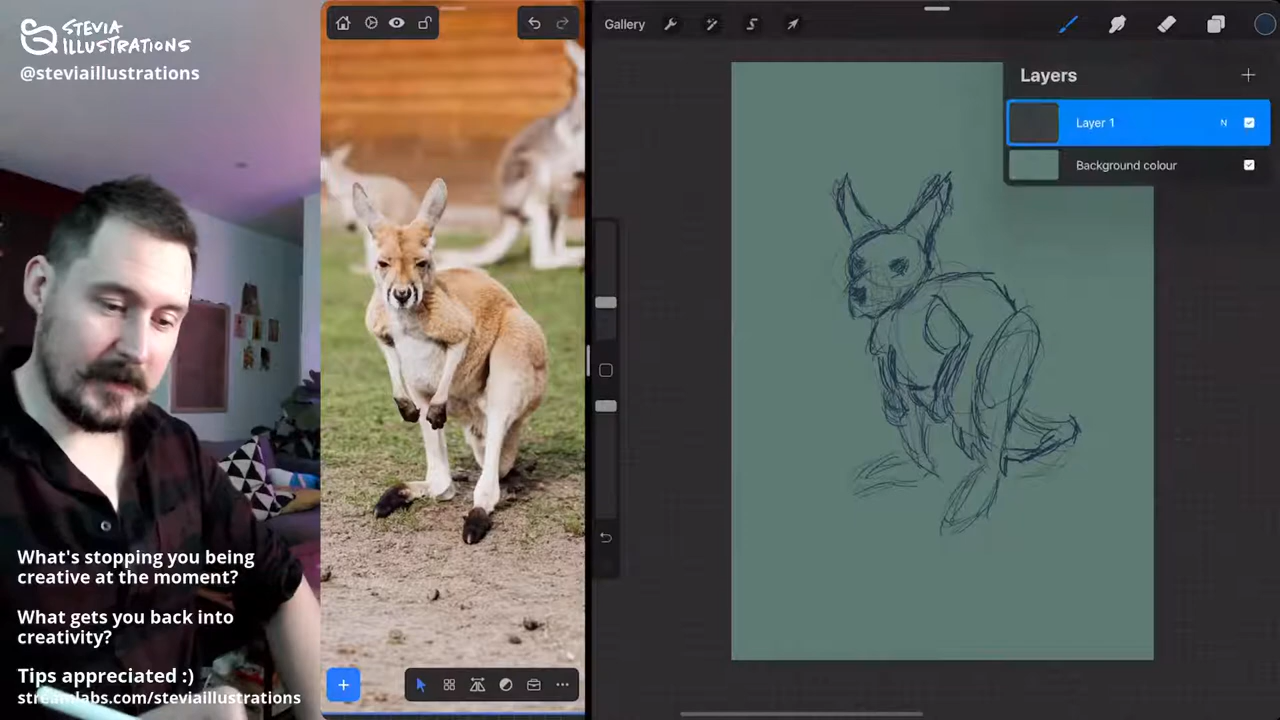 STEVIA
ILLUSTRATIONS
@steviaillustrations
What's stopping you being
creative at the moment?
What gets you back into
creativity?
Tips appreciated :)
streamlabs.com/steviaillustrations
Gallery
Layers
Layer 1
N
Background colour